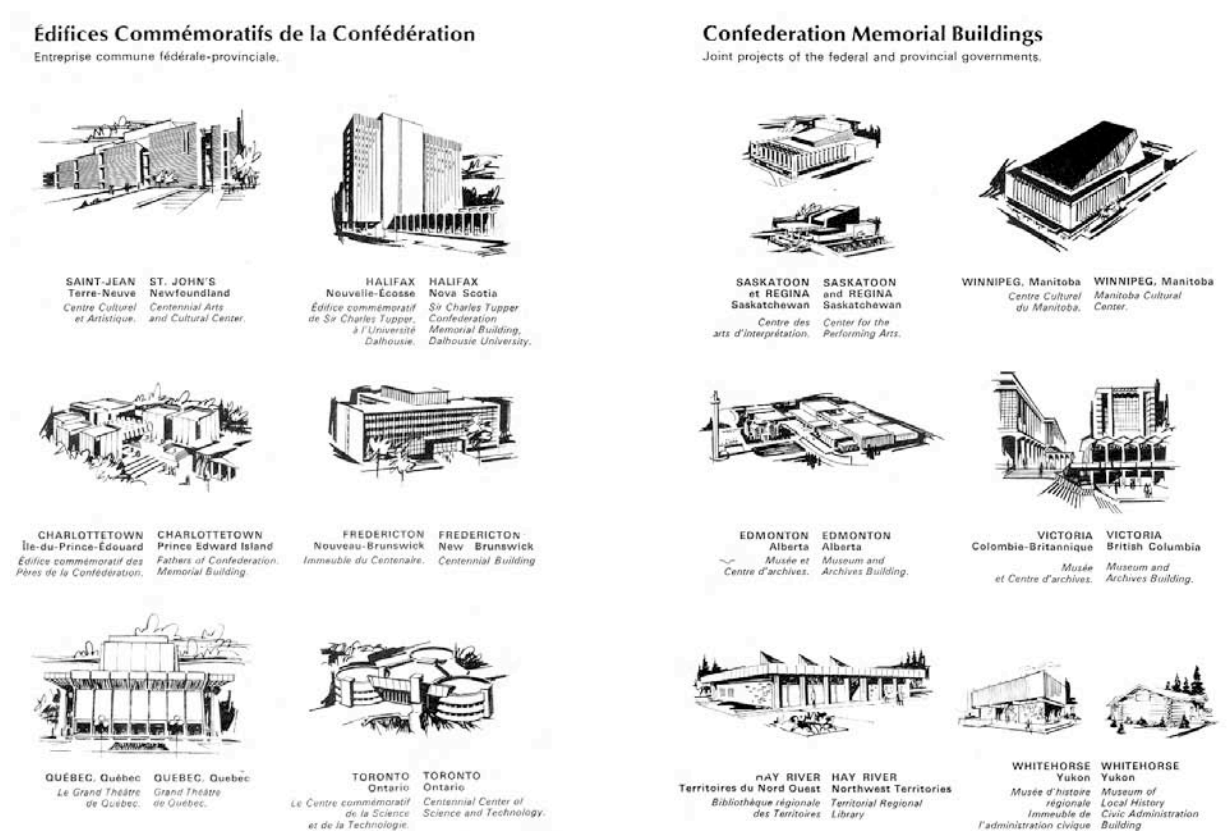 Édifices Commémoratifs de la Confédération
Entreprise commune fédérale-provinciale.
SAINT-JEAN
Terre-Neuve
Centre Culturel
et Artistique.
ST. JOHN'S
Newfoundland
Centennial Arts
and Cultural Center.
HALIFAX
Nouvelle-Écosse
Édifice commémoratif
de Sir Charles Tupper,
à l'Université
Dalhousie.
HALIFAX
Nova Scotia
Sir Charles Tupper
Confederation
Memorial Building,
Dalhousie University.
CHARLOTTETOWN
Île-du-Prince-Édouard
Édifice commémoratif des
Pères de la Confédération.
CHARLOTTETOWN
Prince Edward Island
Fathers of Confederation.
Memorial Building.
FREDERICTON
Nouveau-Brunswick
Immeuble du Centenaire.
FREDERICTON
New Brunswick
Centennial Building
QUÉBEC, Québec
Le Grand Théâtre
de Québec.
QUEBEC, Quebec
Grand Théâtre
de Québec.
TORONTO
Ontario
Le Centre commémoratif
de la Science
et de la Technologie.
TORONTO
Ontario
Centennial Center of
Science and Technology.
Confederation Memorial Buildings
Joint projects of the federal and provincial governments.
SASKATOON
et REGINA
Saskatchewan
Centre des
arts d'Interprétation.
SASKATOON
and REGINA
Saskatchewan
Center for the
Performing Arts.
WINNIPEG, Manitoba
Centre Culturel
du Manitoba.
WINNIPEG, Manitoba
Manitoba Cultural
Center.
EDMONTON
Alberta
Musée et
Centre d'archives.
EDMONTON
Alberta
Museum and
Archives Building.
VICTORIA
Colombie-Britannique
Musée
et Centre d'archives.
VICTORIA
British Columbia
Museum and
Archives Building.
HAY RIVER
Territoires du Nord Ouest
Bibliothèque régionale
des Territoires
HAY RIVER
Northwest Territories
Territorial Regional
Library
WHITEHORSE
Yukon
Musée d'histoire
régionale
Immeuble de
l'administration civique
WHITEHORSE
Yukon
Museum of
Local History
Civic Administration
Building